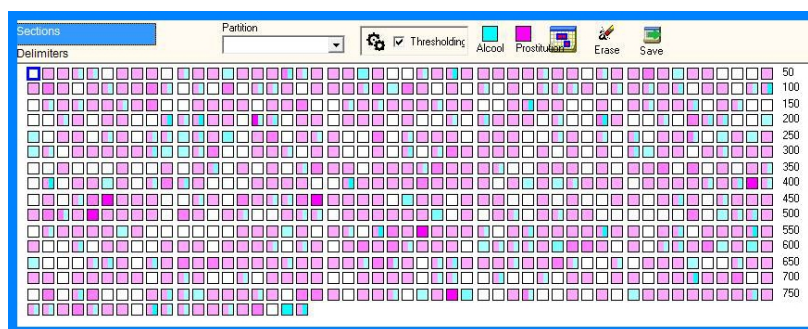 Sections
Delimiters
Partition
Thresholding
Alcool
Prostitution
Erase
Save
50
100
150
200
250
300
350
400
450
500
550
600
650
700
750